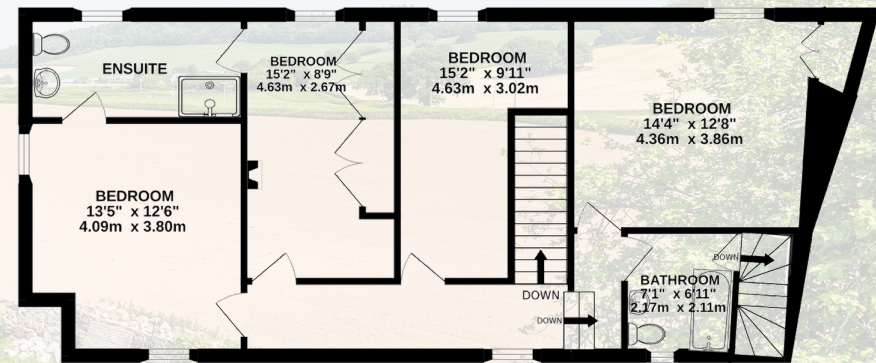 ENSUITE
BEDROOM
15'2" x 8'9"
4.63m x 2.67m
BEDROOM
15'2" x 9'11"
4.63m x 3.02m
BEDROOM
14'4" x 12'8"
4.36m x 3.86m
BEDROOM
13'5" x 12'6"
4.09m x 3.80m
DOWN
BATHROOM
7'1" x 6'11"
2.17m x 2.11m
DOWN
DOWN